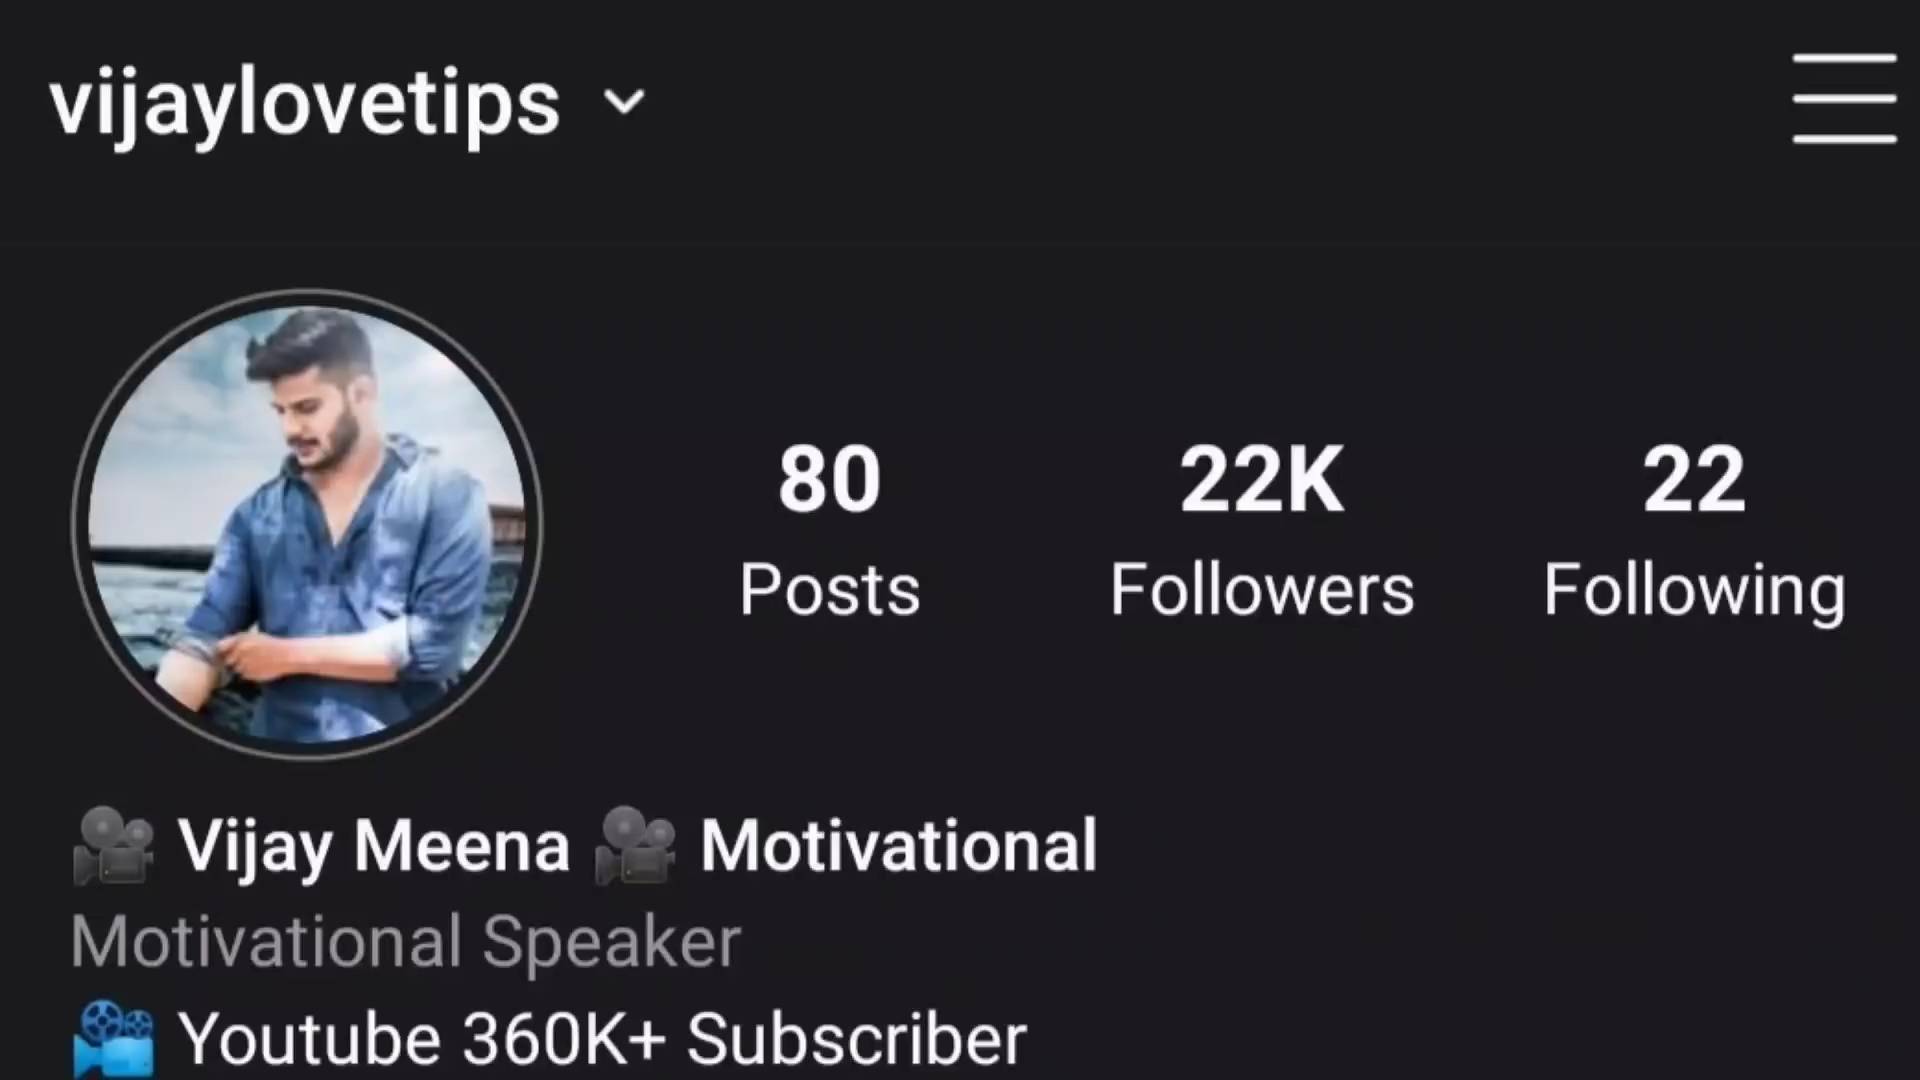 vijaylovetips
80 22K 22
Posts Followers Following
🎥 Vijay Meena 🎥 Motivational
Motivational Speaker
📽 Youtube 360K+ Subscriber